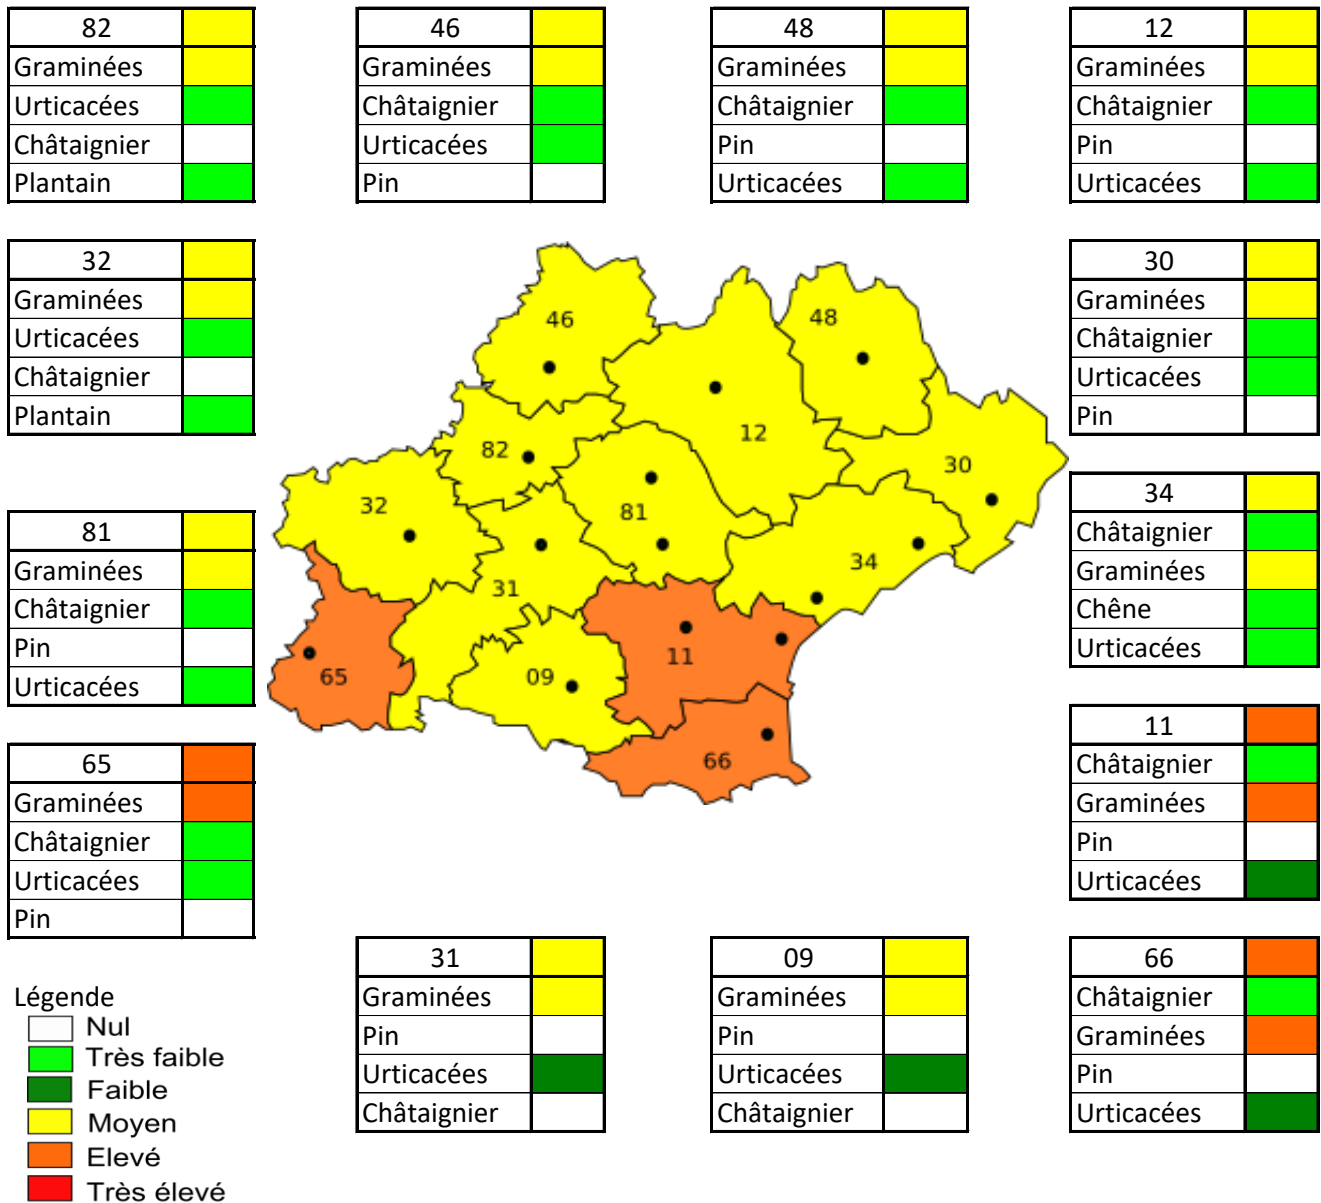 82
Graminées
Urticacées
Châtaignier
Plantain
46
Graminées
Châtaignier
Urticacées
Pin
48
Graminées
Châtaignier
Pin
Urticacées
12
Graminées
Châtaignier
Pin
Urticacées
32
Graminées
Urticacées
Châtaignier
Plantain
30
Graminées
Châtaignier
Urticacées
Pin
46
48
12
82
30
32
81
34
31
11
65
09
66
81
Graminées
Châtaignier
Pin
Urticacées
34
Châtaignier
Graminées
Chêne
Urticacées
65
Graminées
Châtaignier
Urticacées
Pin
11
Châtaignier
Graminées
Pin
Urticacées
31
Graminées
Pin
Urticacées
Châtaignier
09
Graminées
Pin
Urticacées
Châtaignier
66
Châtaignier
Graminées
Pin
Urticacées
Légende
Nul
Très faible
Faible
Moyen
Elevé
Très élevé